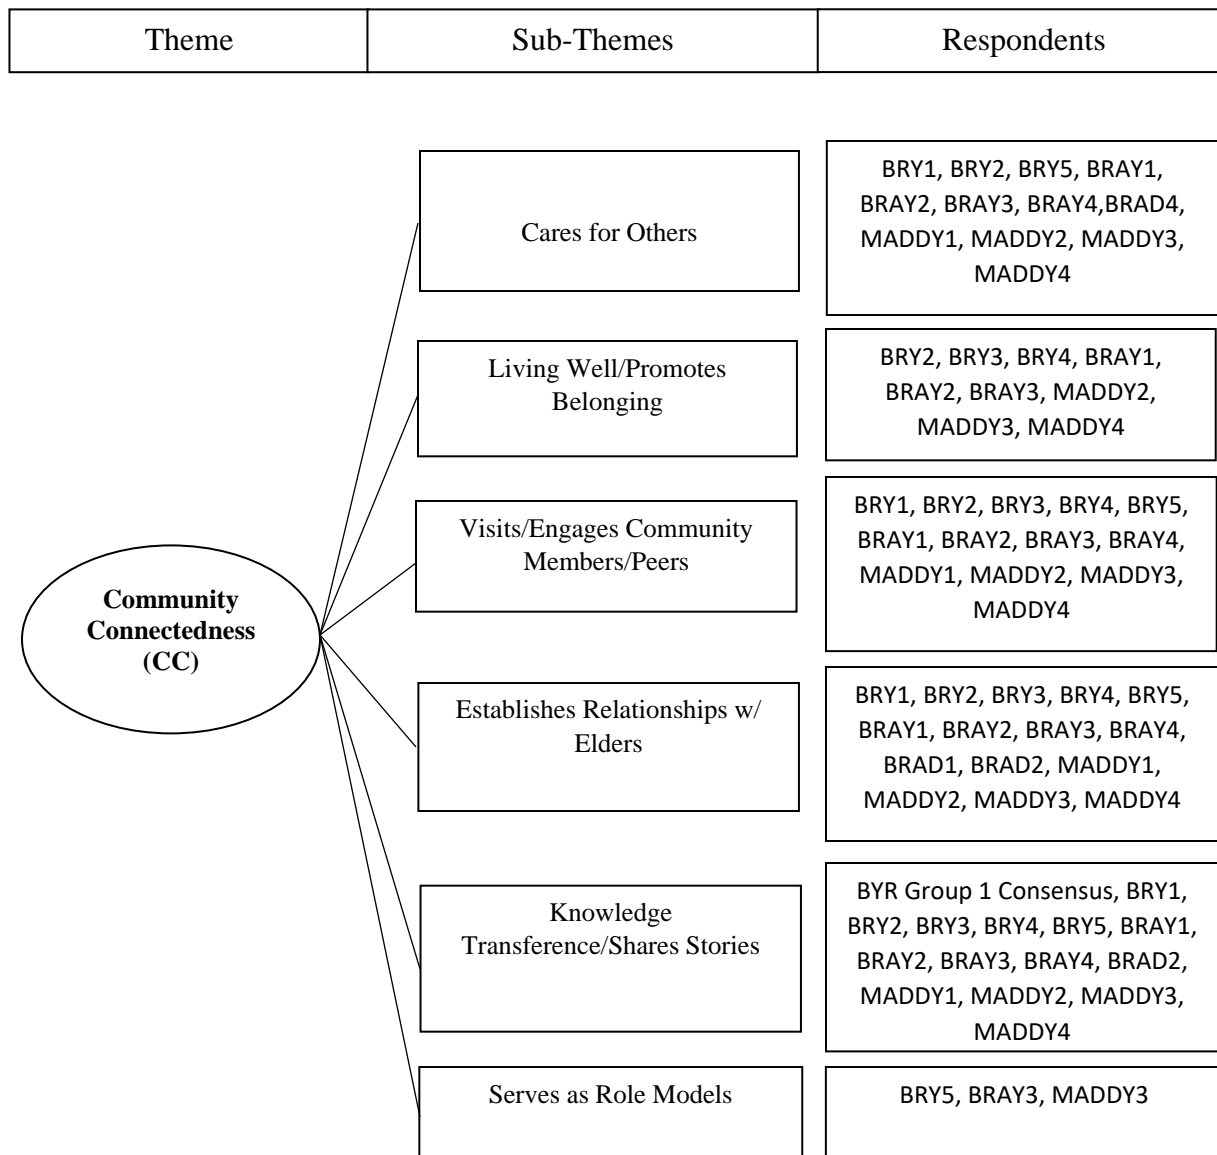 Theme
Sub-Themes
Respondents
Community
Connectedness
(CC)
Cares for Others
BRY1, BRY2, BRY5, BRAY1,
BRAY2, BRAY3, BRAY4,BRAD4,
MADDY1, MADDY2, MADDY3,
MADDY4
Living Well/Promotes
Belonging
BRY2, BRY3, BRY4, BRAY1,
BRAY2, BRAY3, MADDY2,
MADDY3, MADDY4
Visits/Engages Community
Members/Peers
BRY1, BRY2, BRY3, BRY4, BRY5,
BRAY1, BRAY2, BRAY3, BRAY4,
MADDY1, MADDY2, MADDY3,
MADDY4
Establishes Relationships w/
Elders
BRY1, BRY2, BRY3, BRY4, BRY5,
BRAY1, BRAY2, BRAY3, BRAY4,
BRAD1, BRAD2, MADDY1,
MADDY2, MADDY3, MADDY4
Knowledge
Transference/Shares Stories
BYR Group 1 Consensus, BRY1,
BRY2, BRY3, BRY4, BRY5, BRAY1,
BRAY2, BRAY3, BRAY4, BRAD2,
MADDY1, MADDY2, MADDY3,
MADDY4
Serves as Role Models
BRY5, BRAY3, MADDY3